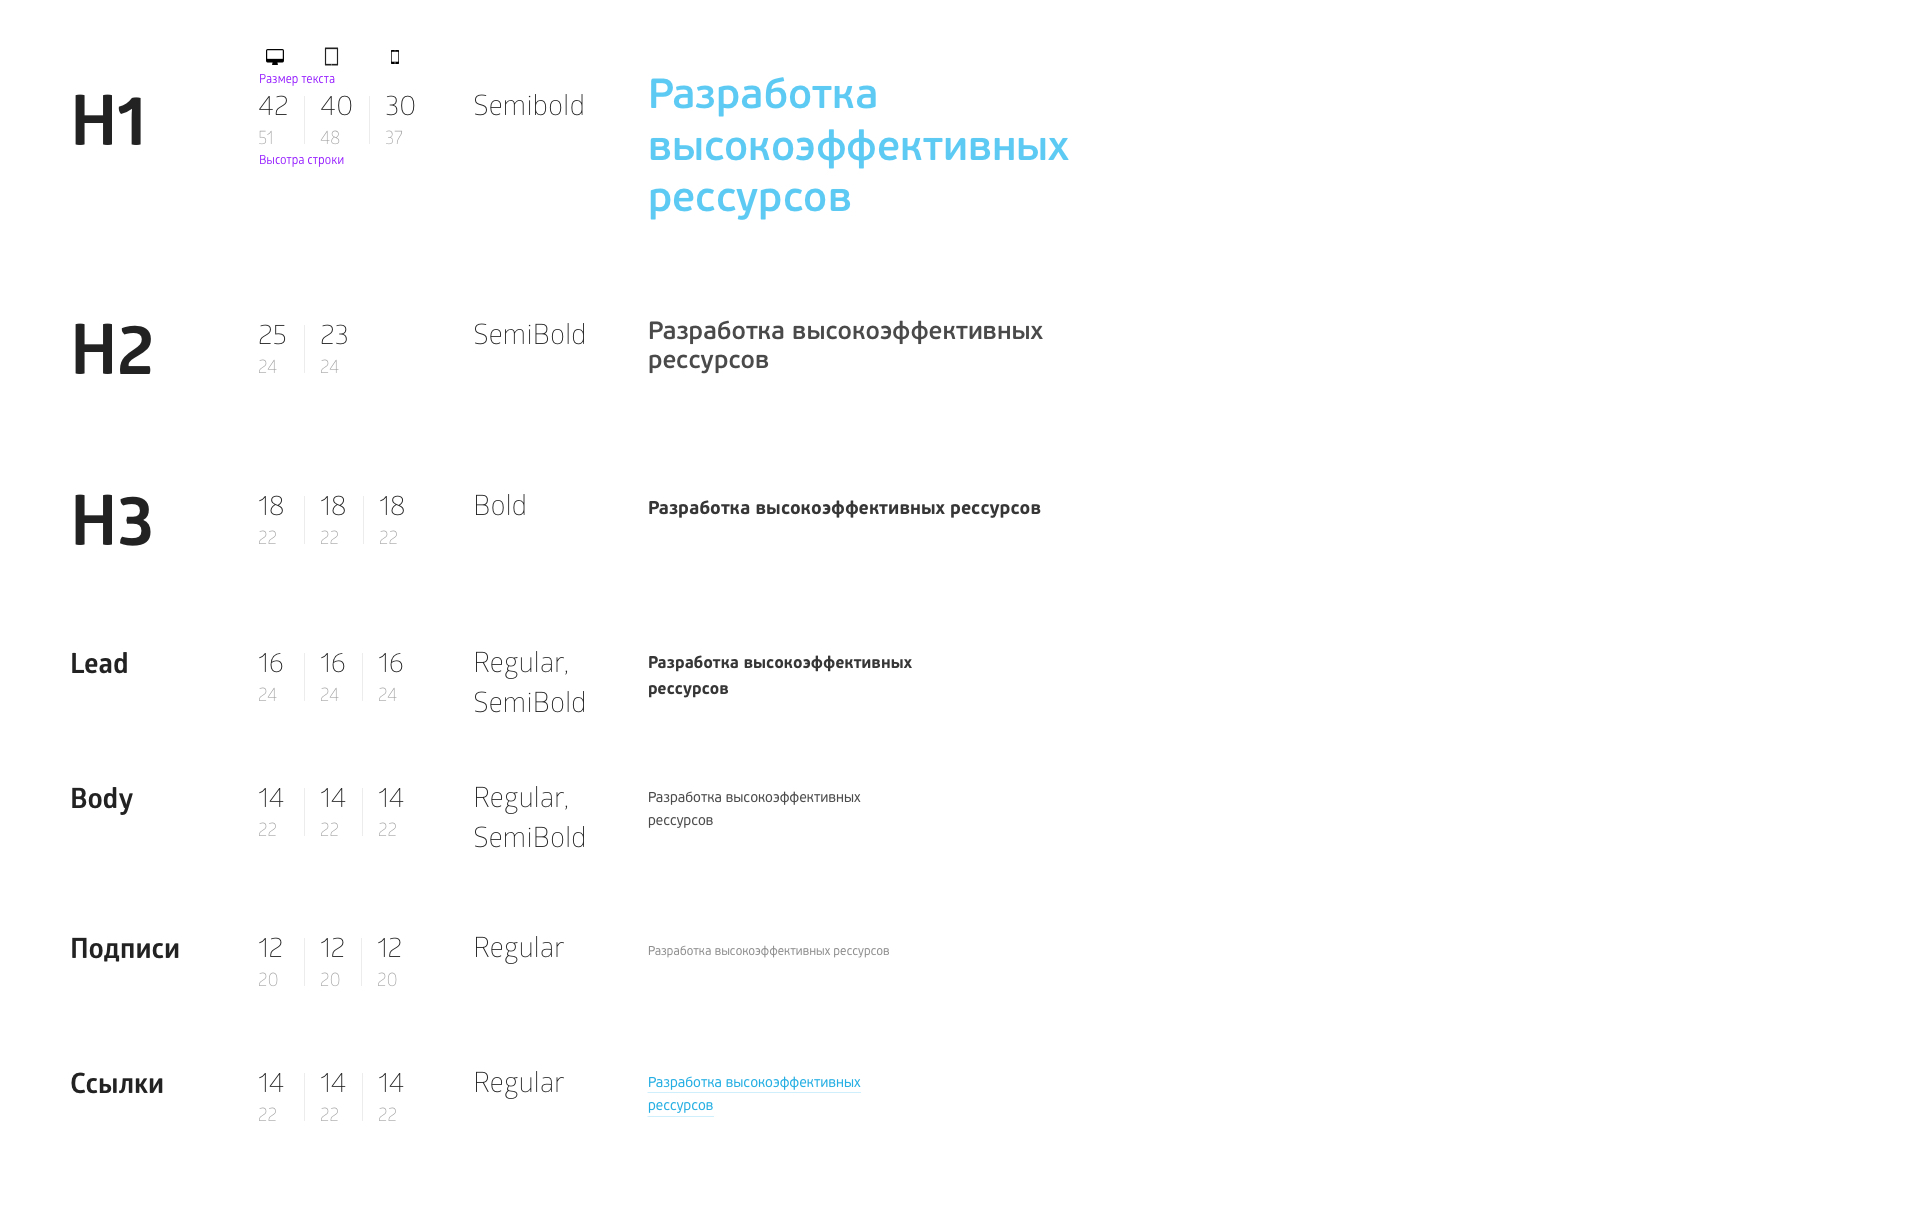 Размер текста
H1
42 40 30
Semibold
51 48 37
Высотра строки
Разработка
высокоэффективных
рессурсов
H2
25 23
SemiBold
24 24
Разработка высокоэффективных
рессурсов
H3
18 18 18
Bold
22 22 22
Разработка высокоэффективных рессурсов
Lead
16 16 16
24 24 24
Regular,
SemiBold
Разработка высокоэффективных
рессурсов
Body
14 14 14
22 22 22
Regular,
SemiBold
Разработка высокоэффективных
рессурсов
Подписи
12 12 12
20 20 20
Regular
Разработка высокоэффективных рессурсов
Ссылки
14 14 14
22 22 22
Regular
Разработка высокоэффективных
рессурсов